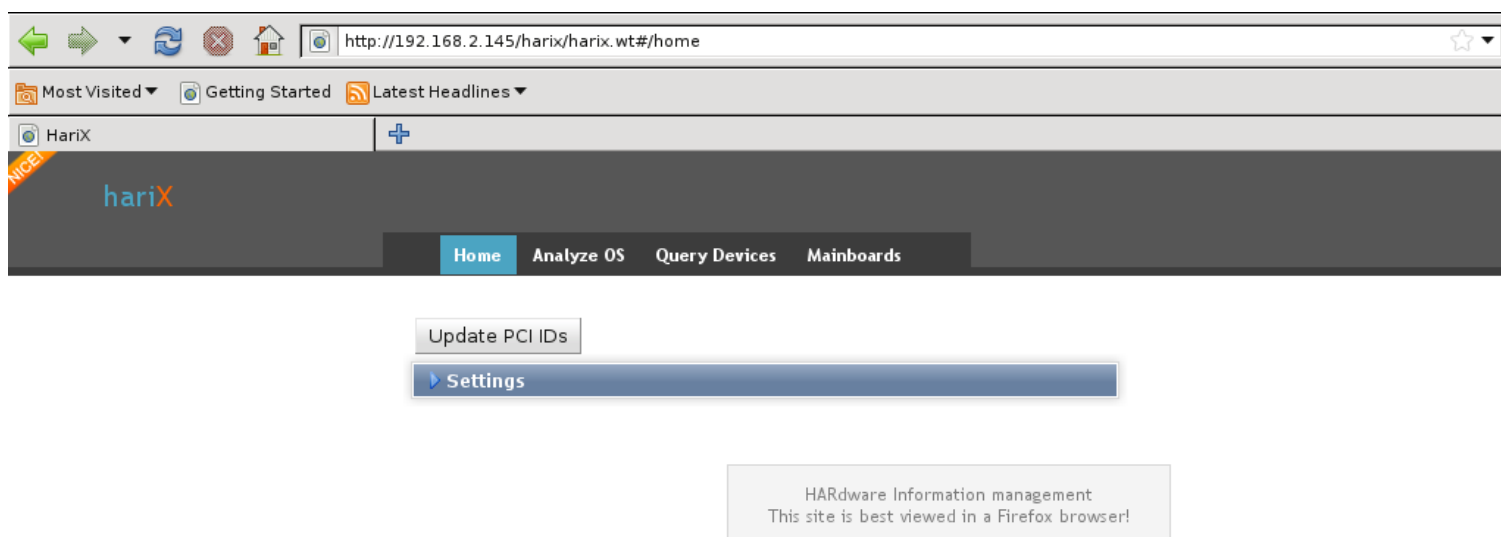 http://192.168.2.145/harix/harix.wt#/home
Most Visited Getting Started Latest Headlines
HariX
NICE!
hariX
Home Analyze OS Query Devices Mainboards
Update PCI IDs
Settings
HARdware Information management
This site is best viewed in a Firefox browser!